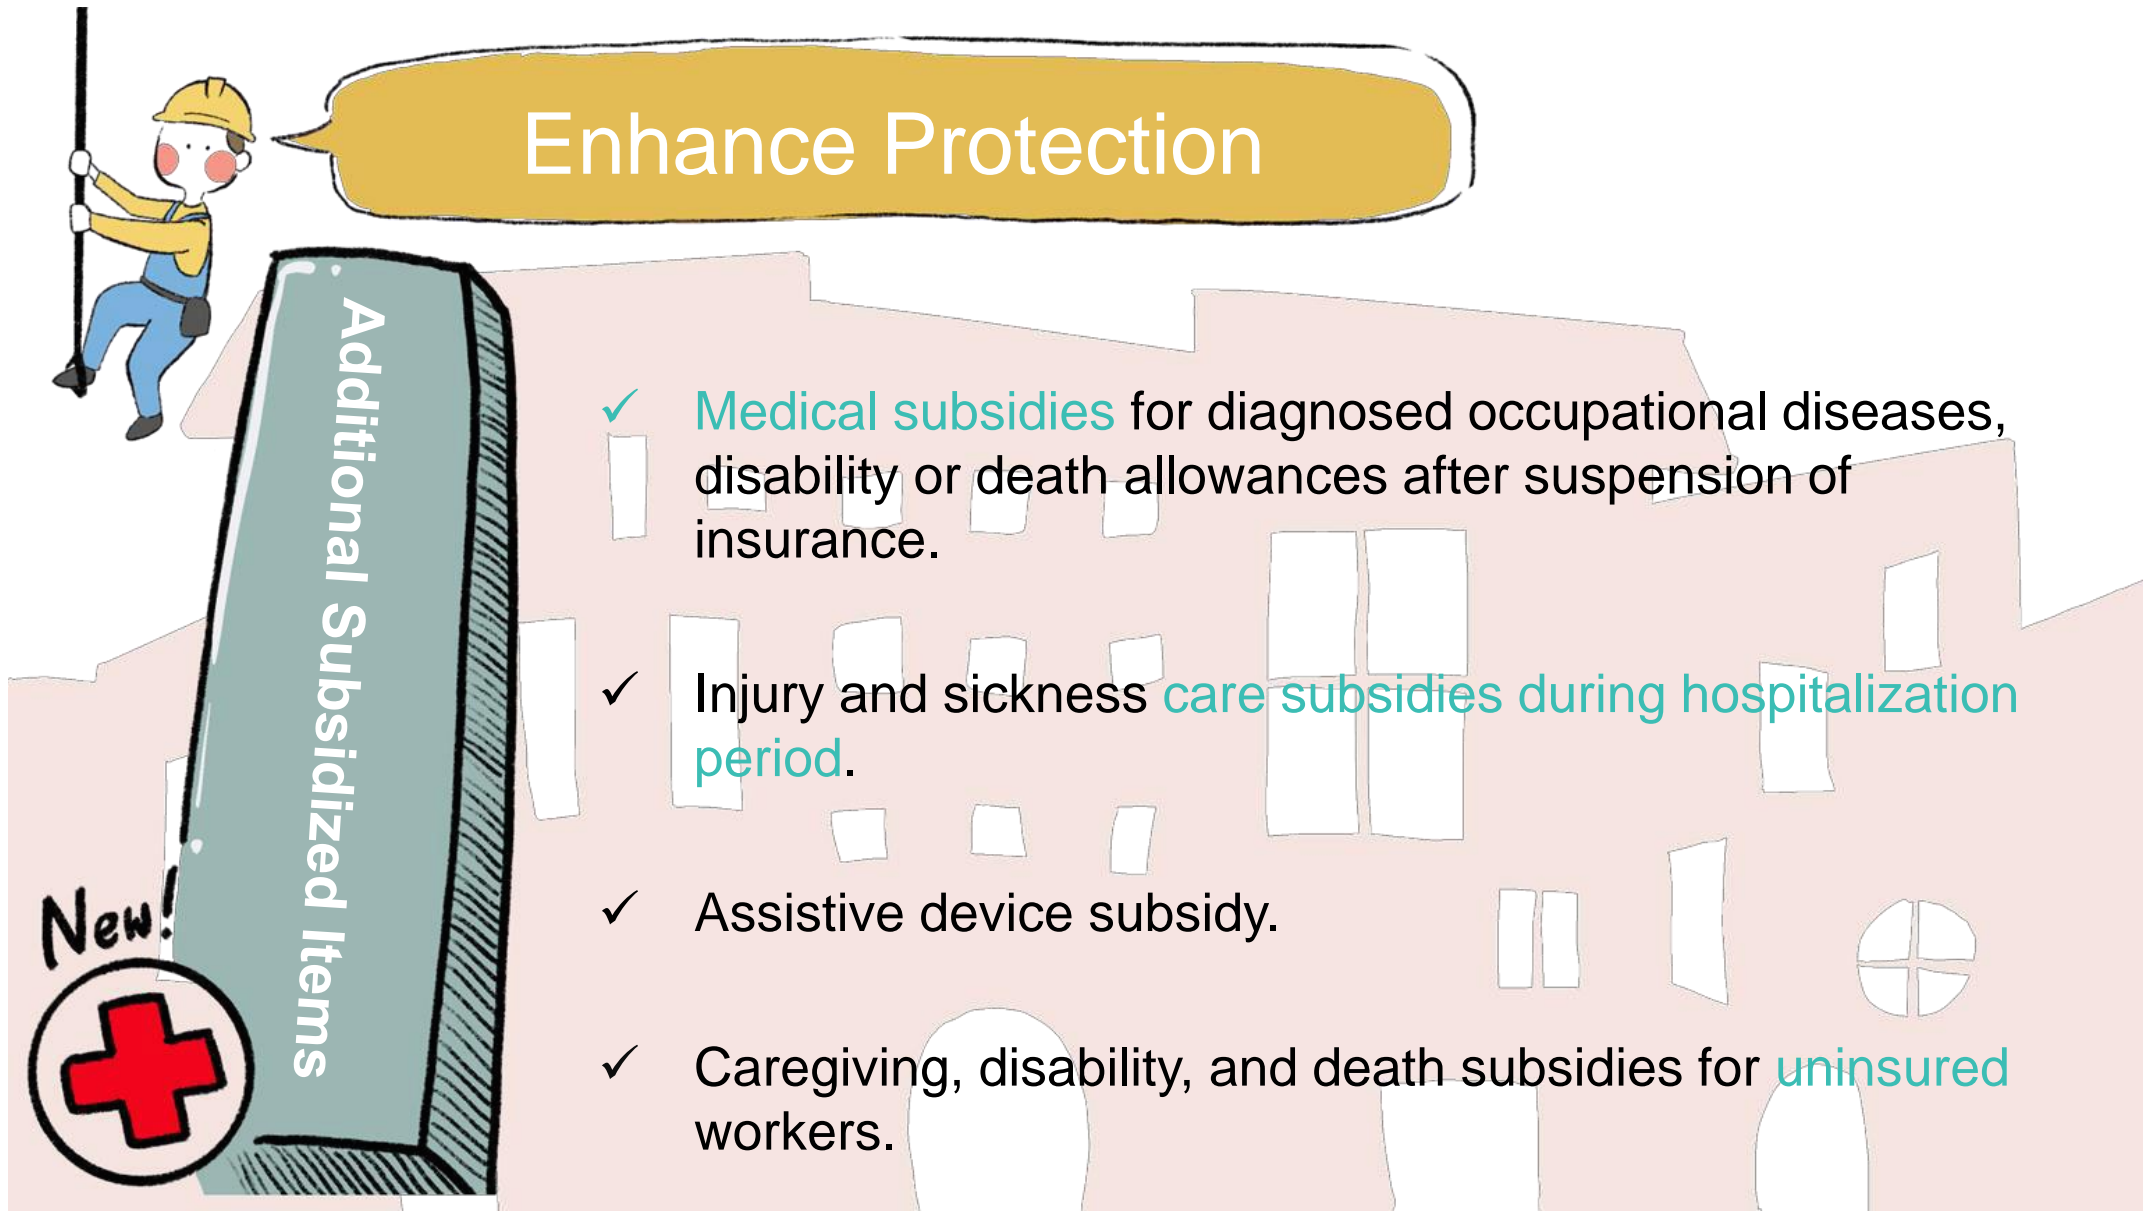 Enhance Protection
Additional Subsidized Items
New!
✓ Medical subsidies for diagnosed occupational diseases,
disability or death allowances after suspension of
insurance.
✓ Injury and sickness care subsidies during hospitalization
period.
✓ Assistive device subsidy.
✓ Caregiving, disability, and death subsidies for uninsured
workers.